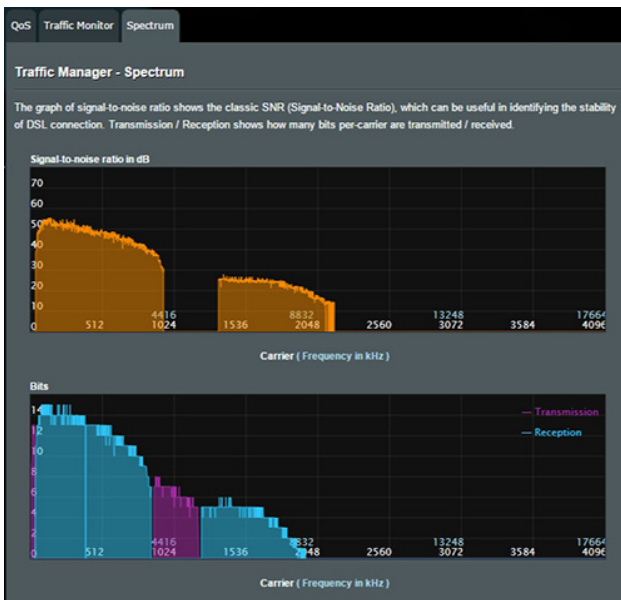 QoS Traffic Monitor Spectrum
Traffic Manager - Spectrum
The graph of signal-to-noise ratio shows the classic SNR (Signal-to-Noise Ratio), which can be useful in identifying the stability
of DSL connection. Transmission / Reception shows how many bits per-carrier are transmitted / received.
Signal-to-noise ratio in dB
70
60
50
40
30
20
10
4416 8832 13248 17664
0 512 1024 1536 2048 2560 3072 3584 4096
Carrier ( Frequency in kHz )
Bits
14
— Transmission
12
— Reception
10
8
6
4
2
4416 8832 13248 17664
0 512 1024 1536 2048 2560 3072 3584 4096
Carrier ( Frequency in kHz )